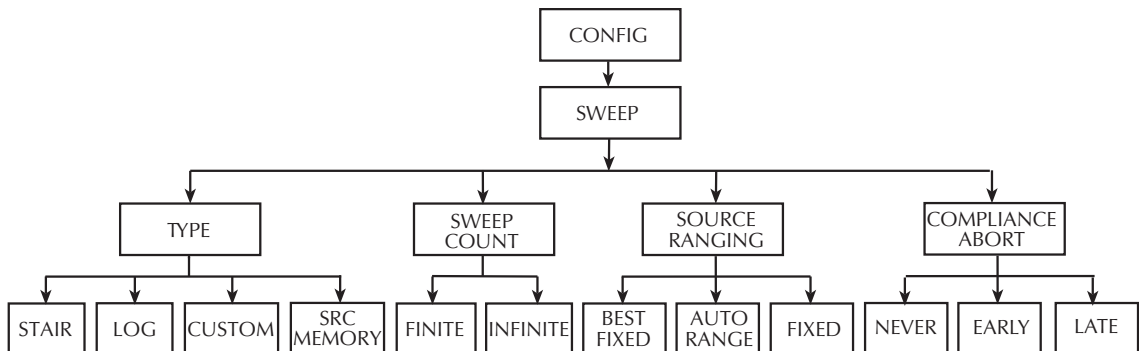 CONFIG
SWEEP
TYPE
SWEEP
COUNT
SOURCE
RANGING
COMPLIANCE
ABORT
STAIR
LOG
CUSTOM
SRC
MEMORY
FINITE
INFINITE
BEST
FIXED
AUTO
RANGE
FIXED
NEVER
EARLY
LATE